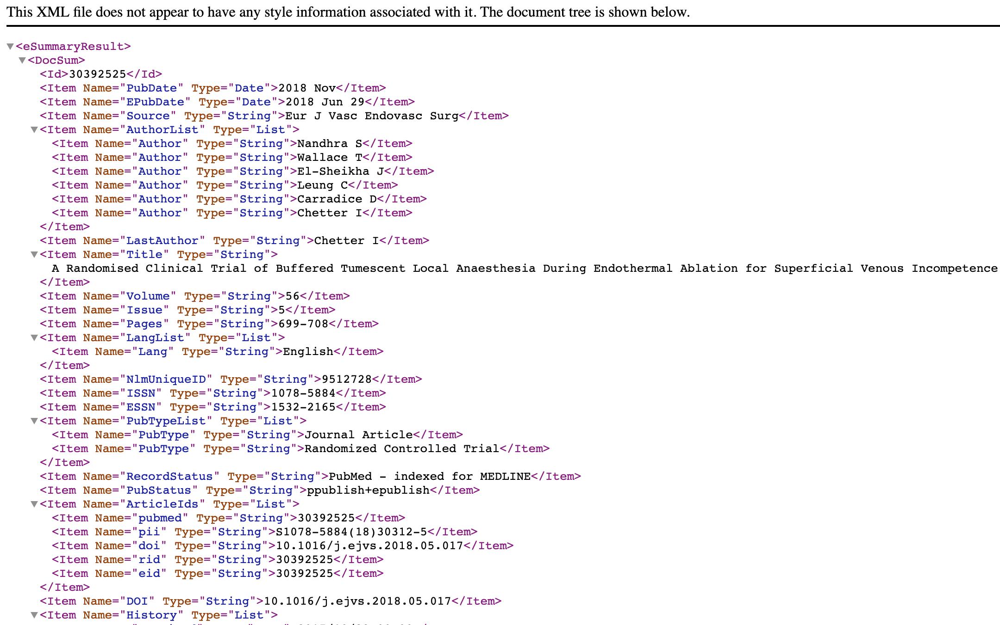 This XML file does not appear to have any style information associated with it. The document tree is shown below.
▼<eSummaryResult>
▼<DocSum>
<Id>30392525</Id>
<Item Name="PubDate" Type="Date">2018 Nov</Item>
<Item Name="EPubDate" Type="Date">2018 Jun 29</Item>
<Item Name="Source" Type="String">Eur J Vasc Endovasc Surg</Item>
▼<Item Name="AuthorList" Type="List">
<Item Name="Author" Type="String">Nandhra S</Item>
<Item Name="Author" Type="String">Wallace T</Item>
<Item Name="Author" Type="String">El-Sheikha J</Item>
<Item Name="Author" Type="String">Leung C</Item>
<Item Name="Author" Type="String">Carradice D</Item>
<Item Name="Author" Type="String">Chetter I</Item>
</Item>
<Item Name="LastAuthor" Type="String">Chetter I</Item>
▼<Item Name="Title" Type="String">
A Randomised Clinical Trial of Buffered Tumescent Local Anaesthesia During Endothermal Ablation for Superficial Venous Incompetence
</Item>
<Item Name="Volume" Type="String">56</Item>
<Item Name="Issue" Type="String">5</Item>
<Item Name="Pages" Type="String">699-708</Item>
▼<Item Name="LangList" Type="List">
<Item Name="Lang" Type="String">English</Item>
</Item>
<Item Name="NlmUniqueID" Type="String">9512728</Item>
<Item Name="ISSN" Type="String">1078-5884</Item>
<Item Name="ESSN" Type="String">1532-2165</Item>
▼<Item Name="PubTypeList" Type="List">
<Item Name="PubType" Type="String">Journal Article</Item>
<Item Name="PubType" Type="String">Randomized Controlled Trial</Item>
</Item>
<Item Name="RecordStatus" Type="String">PubMed - indexed for MEDLINE</Item>
<Item Name="PubStatus" Type="String">ppublish+epublish</Item>
▼<Item Name="ArticleIds" Type="List">
<Item Name="pubmed" Type="String">30392525</Item>
<Item Name="pii" Type="String">S1078-5884(18)30312-5</Item>
<Item Name="doi" Type="String">10.1016/j.ejvs.2018.05.017</Item>
<Item Name="rid" Type="String">30392525</Item>
<Item Name="eid" Type="String">30392525</Item>
</Item>
<Item Name="DOI" Type="String">10.1016/j.ejvs.2018.05.017</Item>
▼<Item Name="History" Type="List">